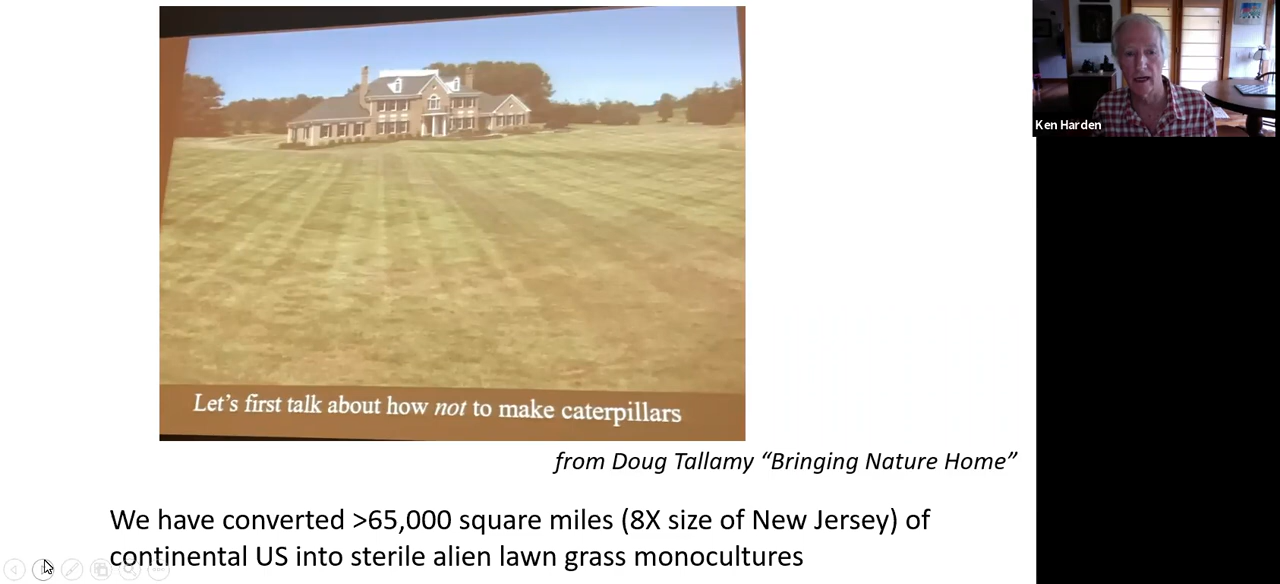 Ken Harden
Let's first talk about how not to make caterpillars
from Doug Tallamy “Bringing Nature Home”
We have converted >65,000 square miles (8X size of New Jersey) of
continental US into sterile alien lawn grass monocultures